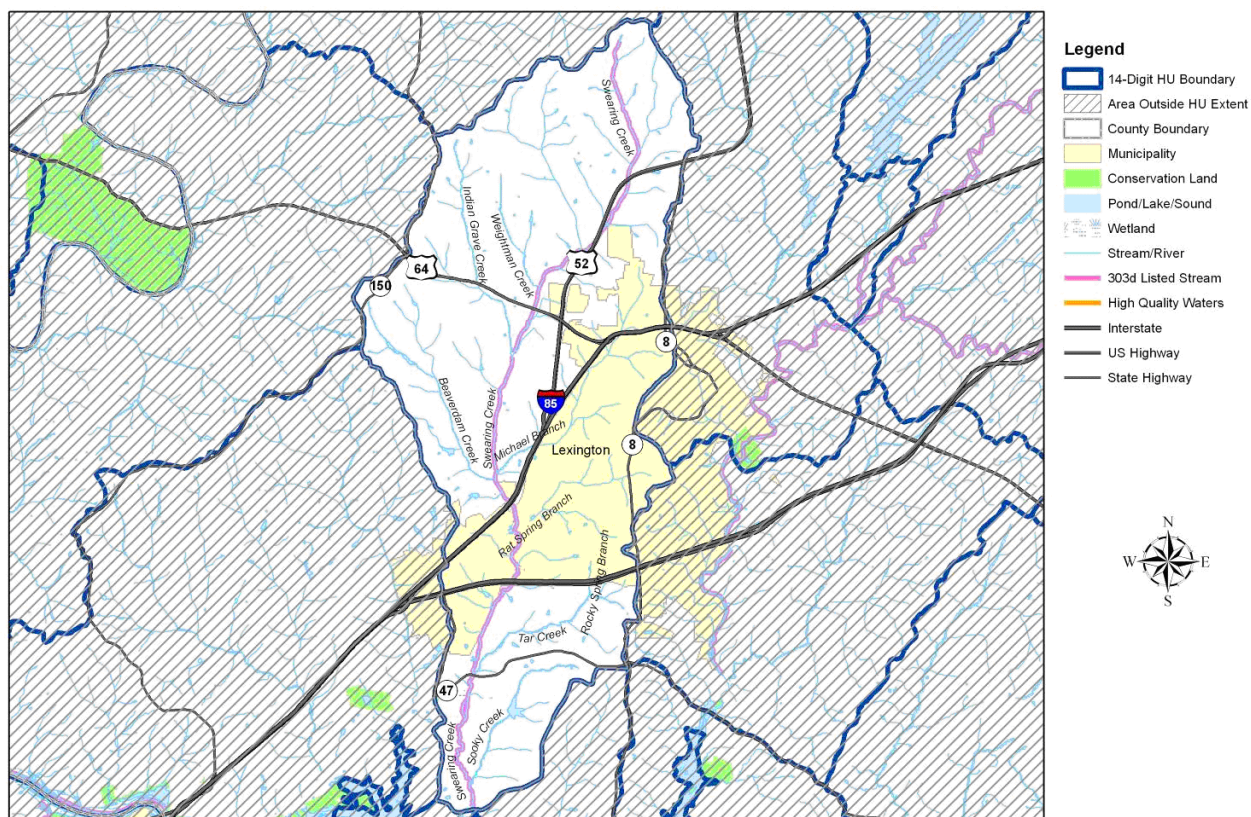 Swearing Creek
Indian Grave Creek
Weightman Creek
52
64
150
8
Beaverdam Creek
Swearing Creek
85
Michael Branch
8
Lexington
Rat Spring Branch
Rocky Spring Branch
Tar Creek
47
Swearing Creek
Sooky Creek
Legend
14-Digit HU Boundary
Area Outside HU Extent
County Boundary
Municipality
Conservation Land
Pond/Lake/Sound
Wetland
Stream/River
303d Listed Stream
High Quality Waters
Interstate
US Highway
State Highway
N
W E
S